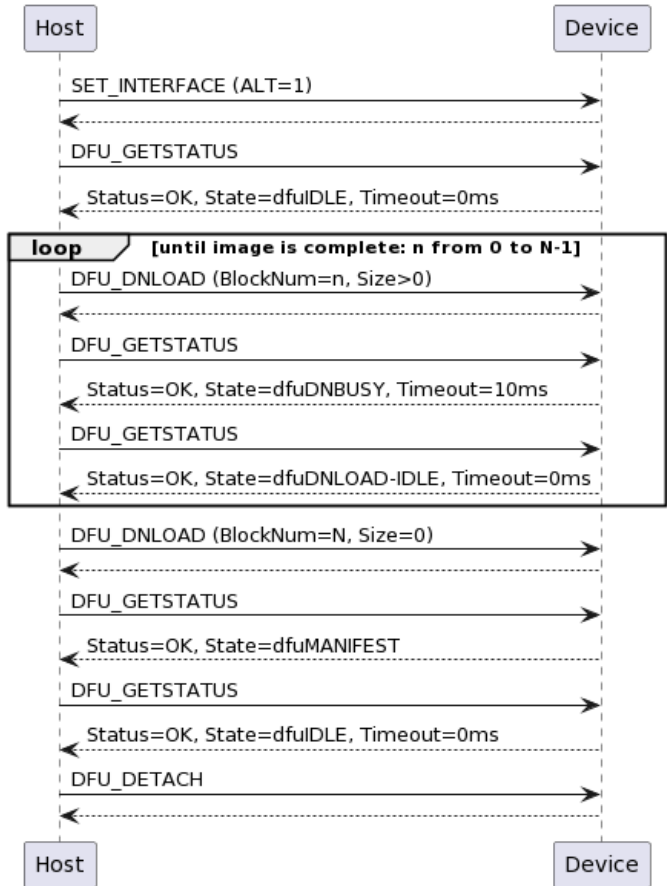 Host Device
SET_INTERFACE (ALT=1)
DFU_GETSTATUS
Status=OK, State=dfuIDLE, Timeout=0ms
loop [until image is complete: n from 0 to N-1]
DFU_DNLOAD (BlockNum=n, Size>0)
DFU_GETSTATUS
Status=OK, State=dfuDNBUSY, Timeout=10ms
DFU_GETSTATUS
Status=OK, State=dfuDNLOAD-IDLE, Timeout=0ms
DFU_DNLOAD (BlockNum=N, Size=0)
DFU_GETSTATUS
Status=OK, State=dfuMANIFEST
DFU_GETSTATUS
Status=OK, State=dfuIDLE, Timeout=0ms
DFU_DETACH
Host Device